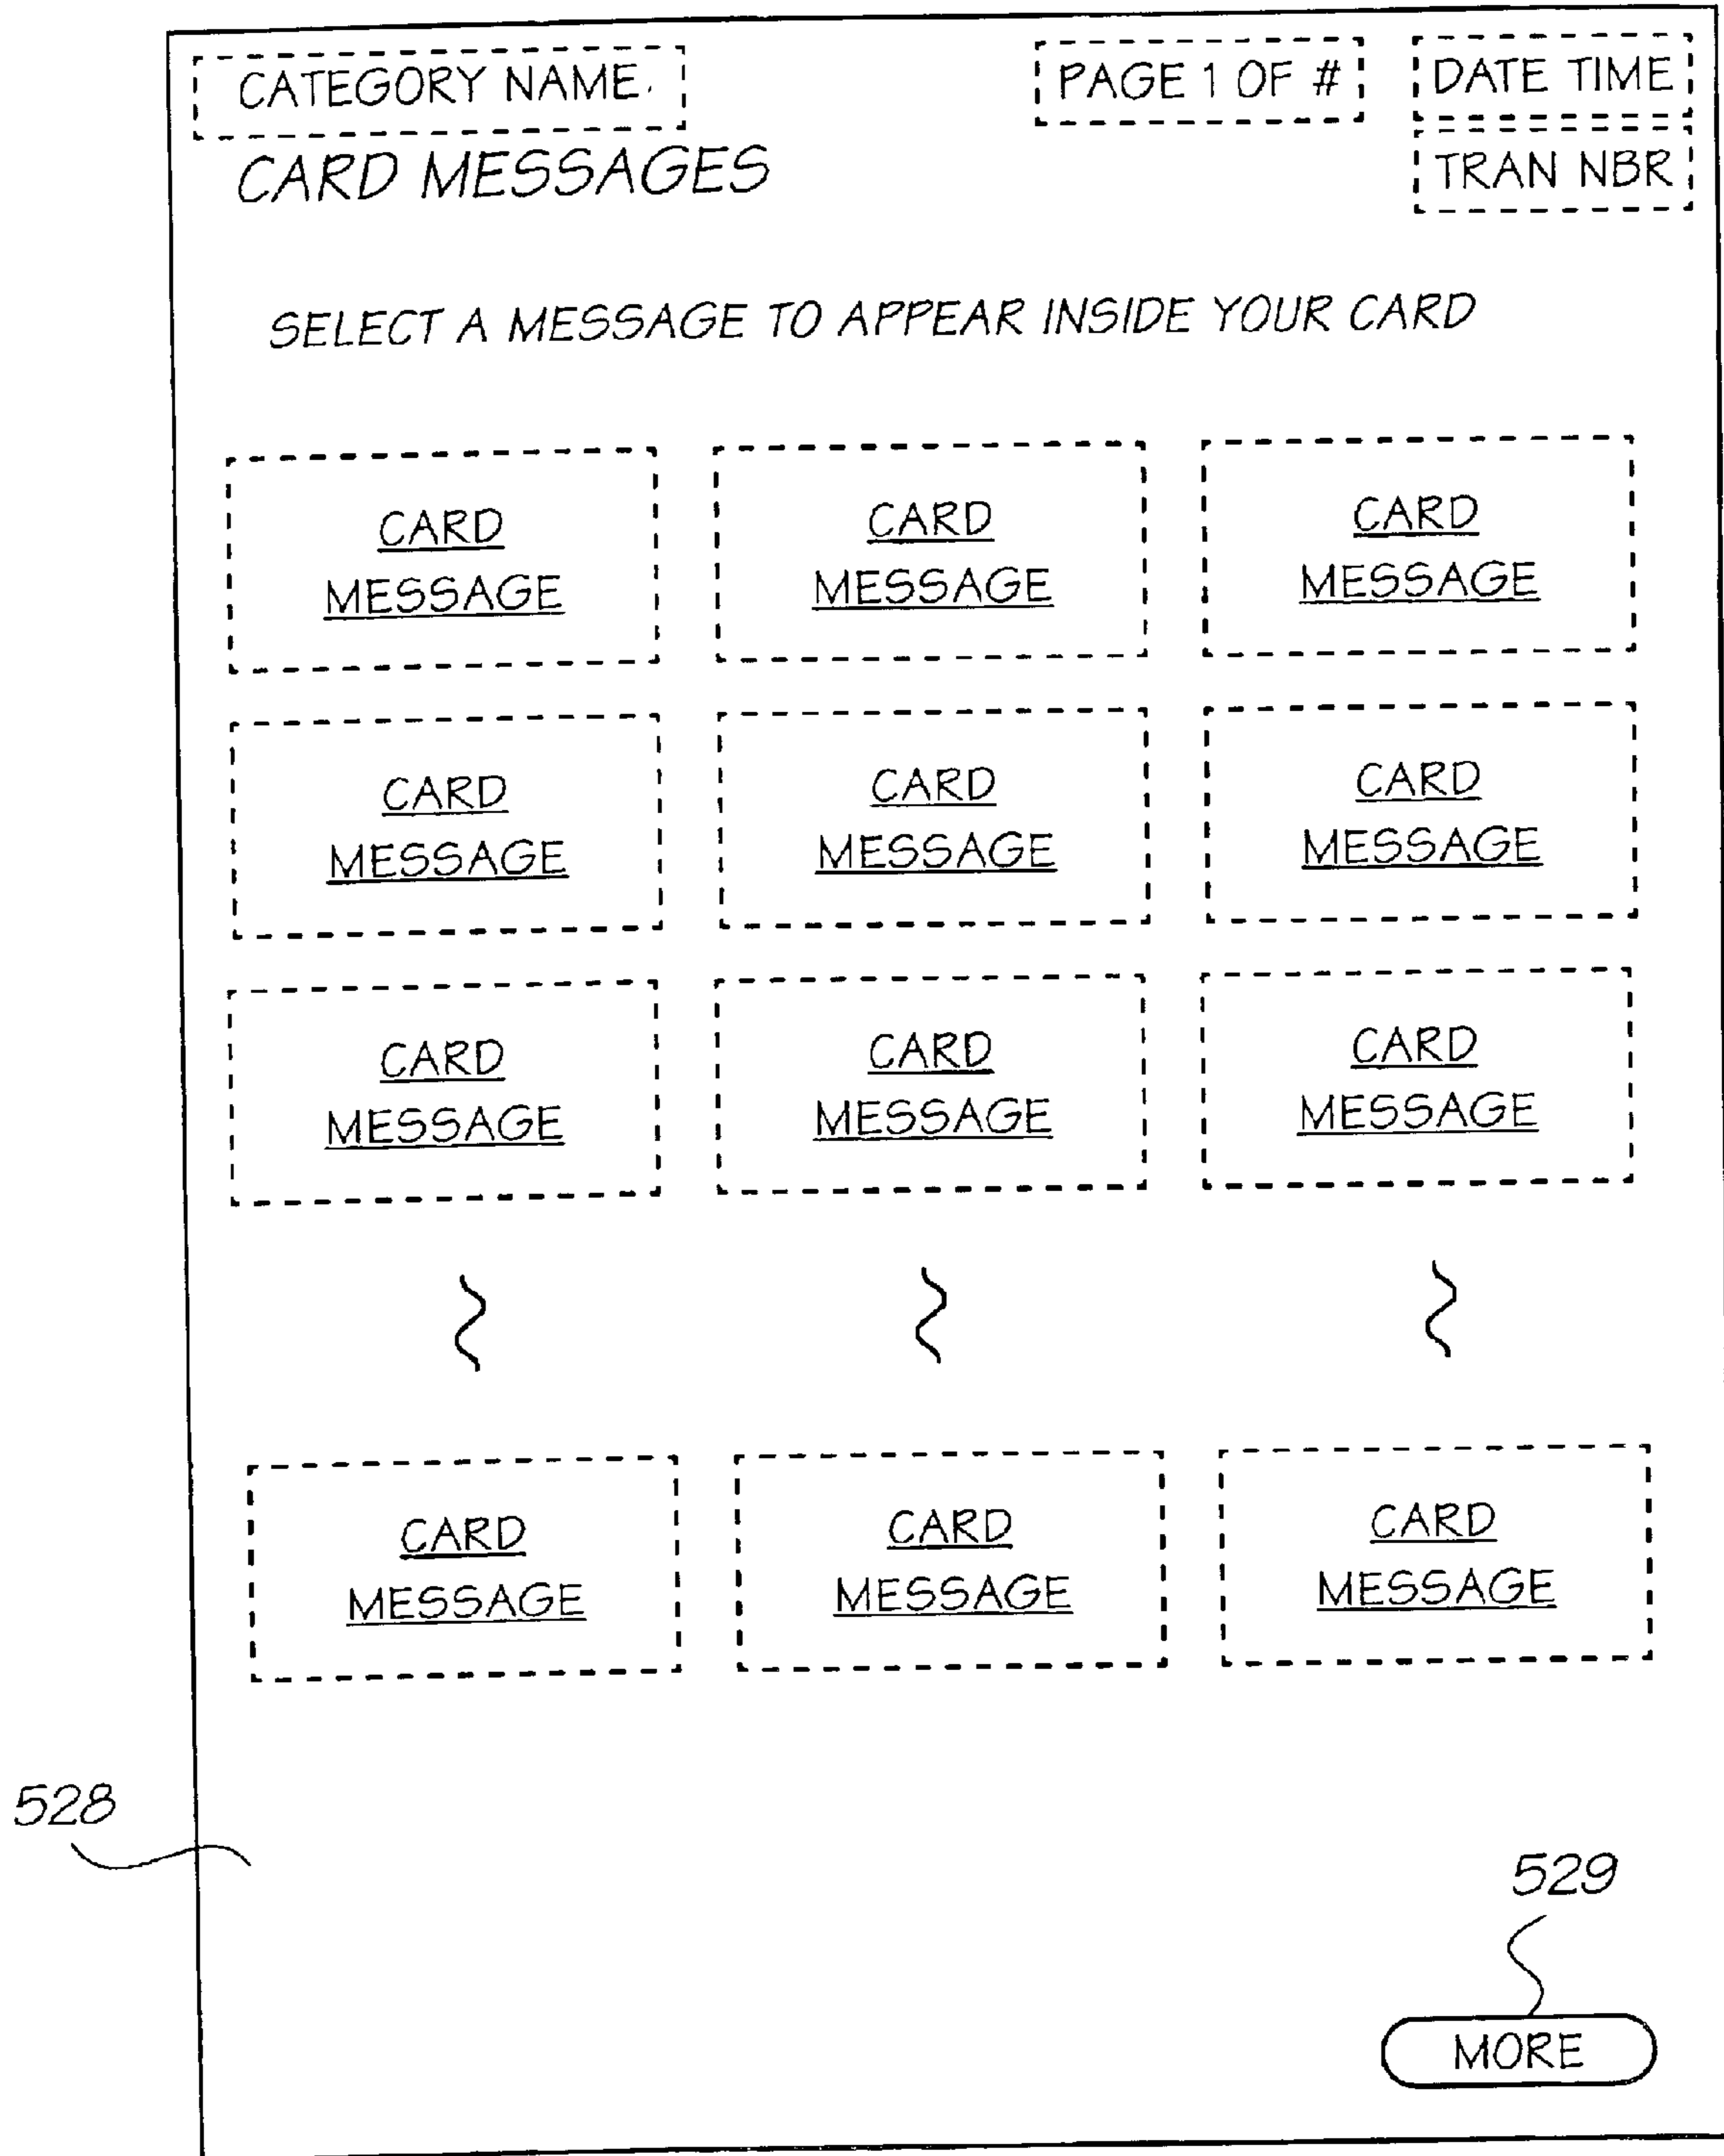 CATEGORY NAME.
PAGE 1 OF #
DATE TIME
CARD MESSAGES
TRAN NBR
SELECT A MESSAGE TO APPEAR INSIDE YOUR CARD
CARD
MESSAGE
CARD
MESSAGE
CARD
MESSAGE
CARD
MESSAGE
CARD
MESSAGE
CARD
MESSAGE
CARD
MESSAGE
CARD
MESSAGE
CARD
MESSAGE
CARD
MESSAGE
CARD
MESSAGE
CARD
MESSAGE
528
529
MORE